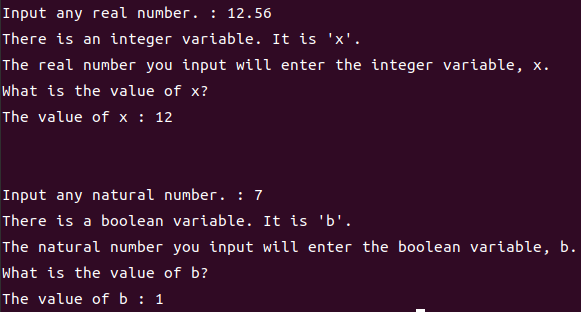 Input any real number. : 12.56
There is an integer variable. It is 'x'.
The real number you input will enter the integer variable, x.
What is the value of x?
The value of x : 12
Input any natural number. : 7
There is a boolean variable. It is 'b'.
The natural number you input will enter the boolean variable, b.
What is the value of b?
The value of b : 1